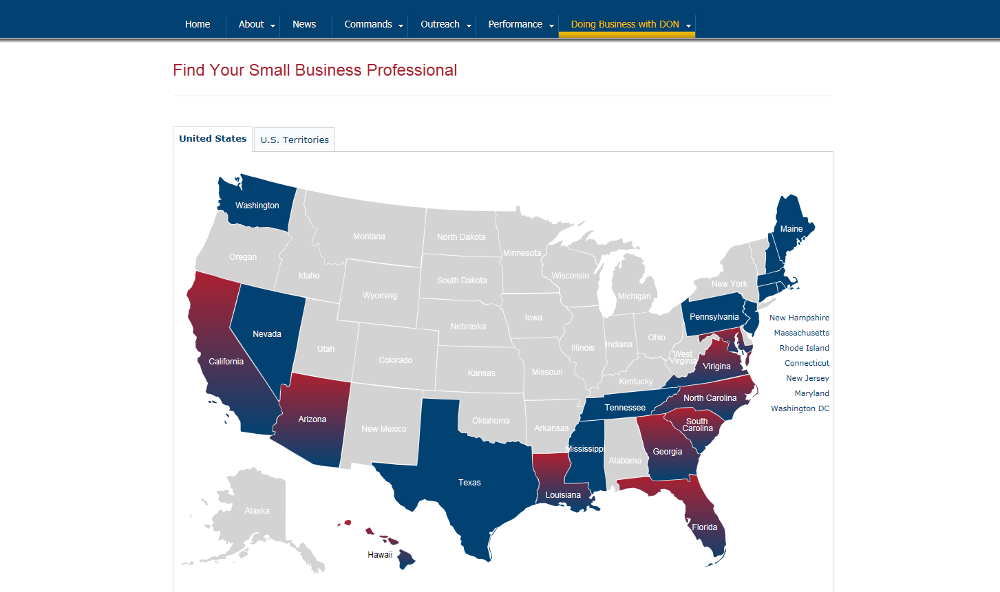 Home About News Commands Outreach Performance Doing Business with DON
Find Your Small Business Professional
United States U.S. Territories
Washington
Maine
Montana
North Dakota
Minnesota
Oregan
Idaho
South Dakota
Wisconsin
New York
Wyoming
Michigan
Nebraska
Iowa
Pennsylvania
New Hampshire
Nevada
Massachusetts
Utah
Illinois
Indiana
Ohio
Rhode Island
California
Colorado
West
Virginia
Connecticut
Kansas
Missouri
Virigina
New Jersey
Kentucky
Maryland
North Carolina
Tennessee
Washington DC
Arizona
Oklahoma
South
Carolina
New Mexico
Arkansas
Mississippi
Georgia
Alabama
Texas
Louisiana
Alaska
Florida
Hawaii